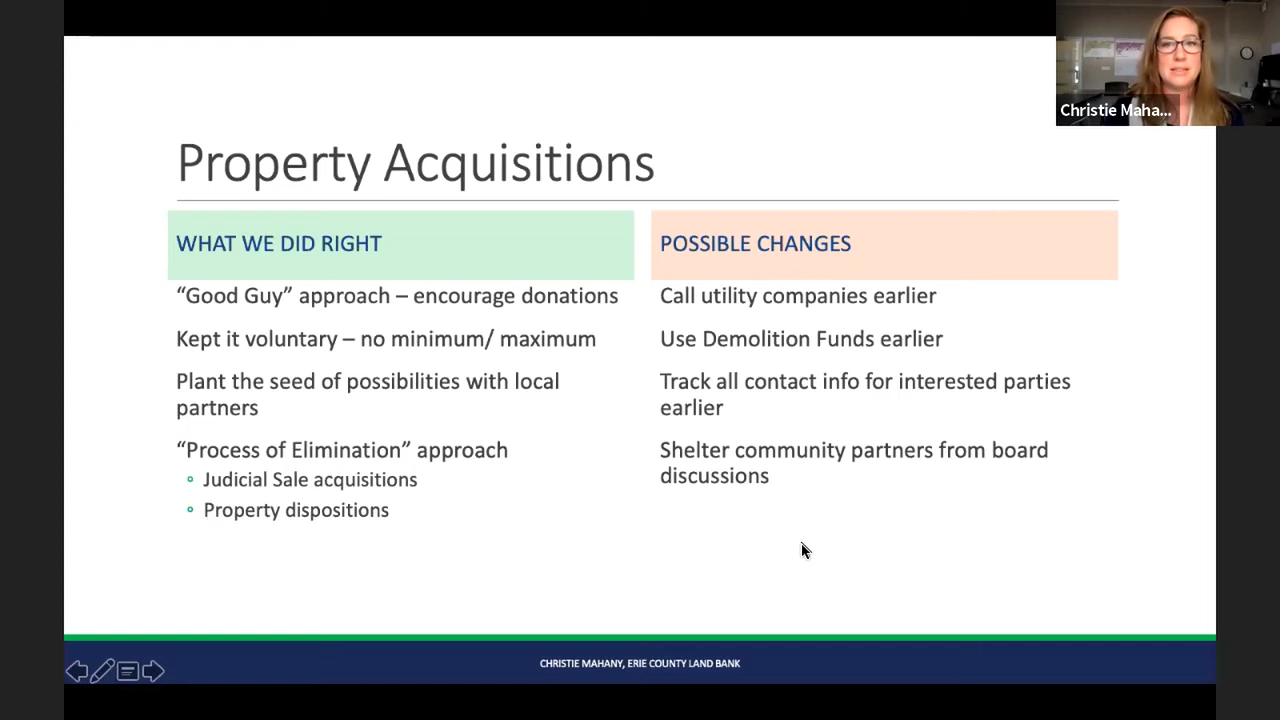 Christie Maha...
Property Acquisitions
WHAT WE DID RIGHT
“Good Guy” approach – encourage donations
Kept it voluntary – no minimum/ maximum
Plant the seed of possibilities with local
partners
“Process of Elimination” approach
Judicial Sale acquisitions
Property dispositions
POSSIBLE CHANGES
Call utility companies earlier
Use Demolition Funds earlier
Track all contact info for interested parties
earlier
Shelter community partners from board
discussions
CHRISTIE MAHANY, ERIE COUNTY LAND BANK